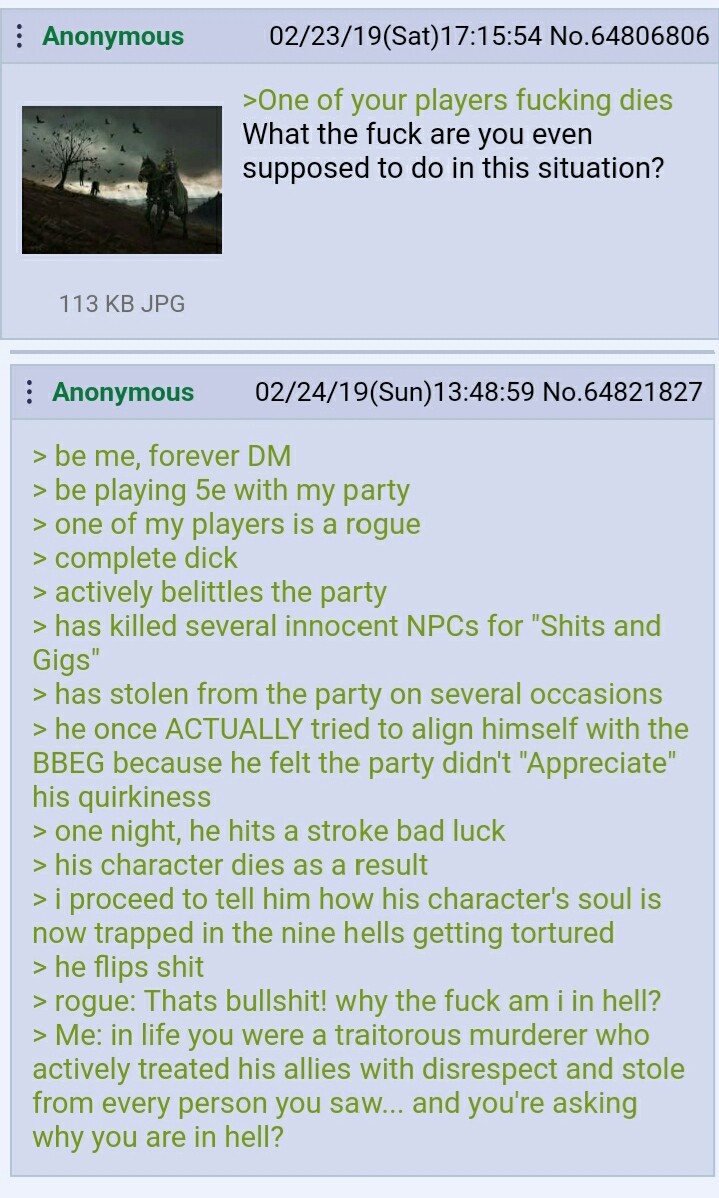 Anonymous 02/23/19(Sat)17:15:54 No.64806806
>One of your players fucking dies
What the fuck are you even
supposed to do in this situation?
113 KB JPG
Anonymous 02/24/19(Sun)13:48:59 No.64821827
> be me, forever DM
> be playing 5e with my party
> one of my players is a rogue
> complete dick
> actively belittles the party
> has killed several innocent NPCs for "Shits and
Gigs"
> has stolen from the party on several occasions
> he once ACTUALLY tried to align himself with the
BBEG because he felt the party didn't "Appreciate"
his quirkiness
> one night, he hits a stroke bad luck
> his character dies as a result
> i proceed to tell him how his character's soul is
now trapped in the nine hells getting tortured
> he flips shit
> rogue: Thats bullshit! why the fuck am i in hell?
> Me: in life you were a traitorous murderer who
actively treated his allies with disrespect and stole
from every person you saw... and you're asking
why you are in hell?